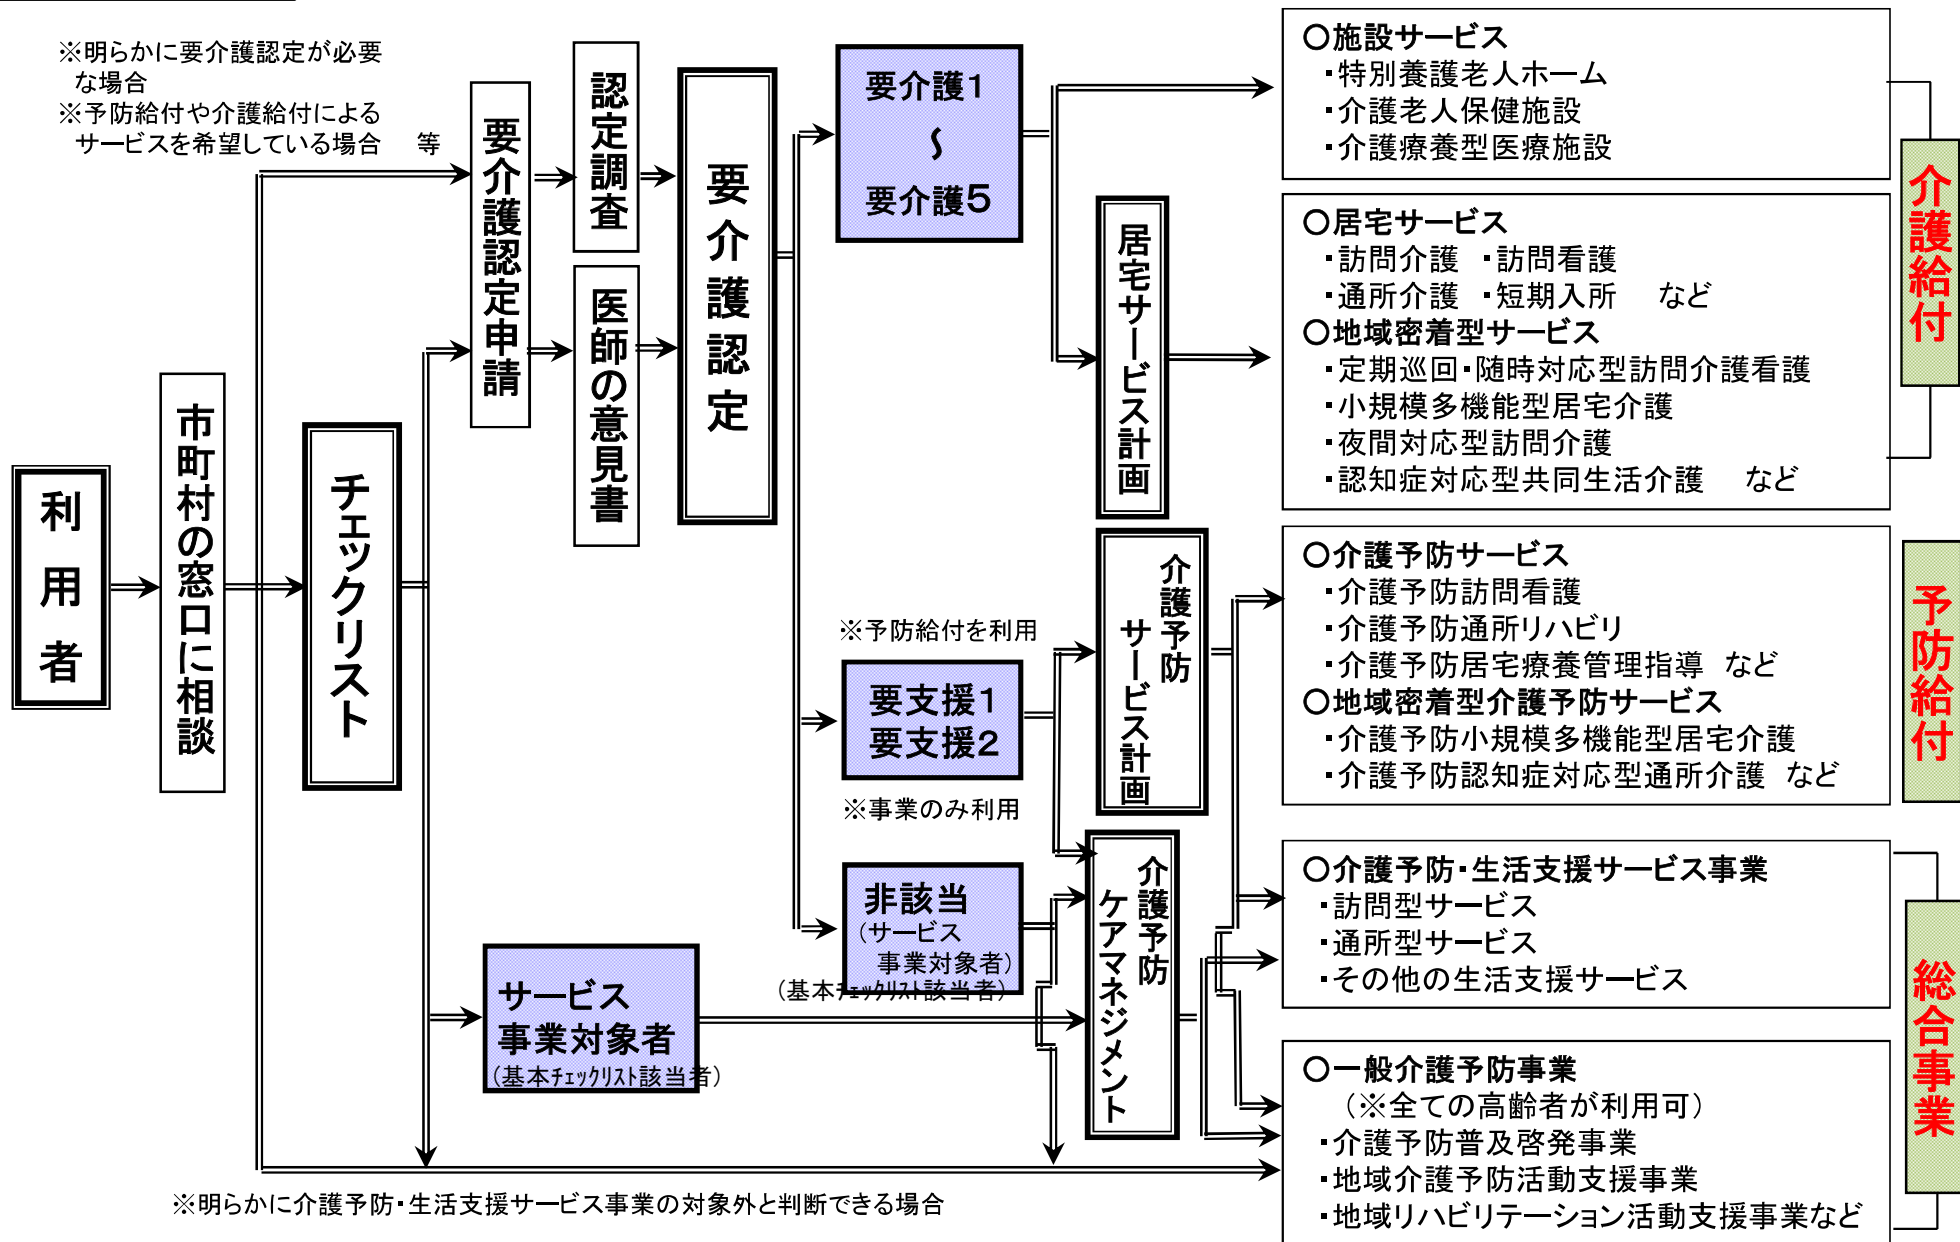 ※明らかに要介護認定が必要
な場合
※予防給付や介護給付による
サービスを希望している場合　等
利用者
市町村の窓口に相談
チェックリスト
要介護認定申請
認定調査
医師の意見書
要介護認定
要介護1
～
要介護5
※予防給付を利用
要支援1
要支援2
※事業のみ利用
非該当
(サービス
事業対象者)
(基本ﾁｪｯｸﾘｽﾄ該当者)
サービス
事業対象者
(基本ﾁｪｯｸﾘｽﾄ該当者)
居宅サービス計画
介護予防
サービス計画
介護予防
ケアマネジメント
○施設サービス
・特別養護老人ホーム
・介護老人保健施設
・介護療養型医療施設
○居宅サービス
・訪問介護　・訪問看護
・通所介護　・短期入所　など
○地域密着型サービス
・定期巡回・随時対応型訪問介護看護
・小規模多機能型居宅介護
・夜間対応型訪問介護
・認知症対応型共同生活介護　など
介護給付
○介護予防サービス
・介護予防訪問看護
・介護予防通所リハビリ
・介護予防居宅療養管理指導　など
○地域密着型介護予防サービス
・介護予防小規模多機能型居宅介護
・介護予防認知症対応型通所介護　など
予防給付
○介護予防・生活支援サービス事業
・訪問型サービス
・通所型サービス
・その他の生活支援サービス
○一般介護予防事業
(※全ての高齢者が利用可)
・介護予防普及啓発事業
・地域介護予防活動支援事業
・地域リハビリテーション活動支援事業など
総合事業
※明らかに介護予防・生活支援サービス事業の対象外と判断できる場合